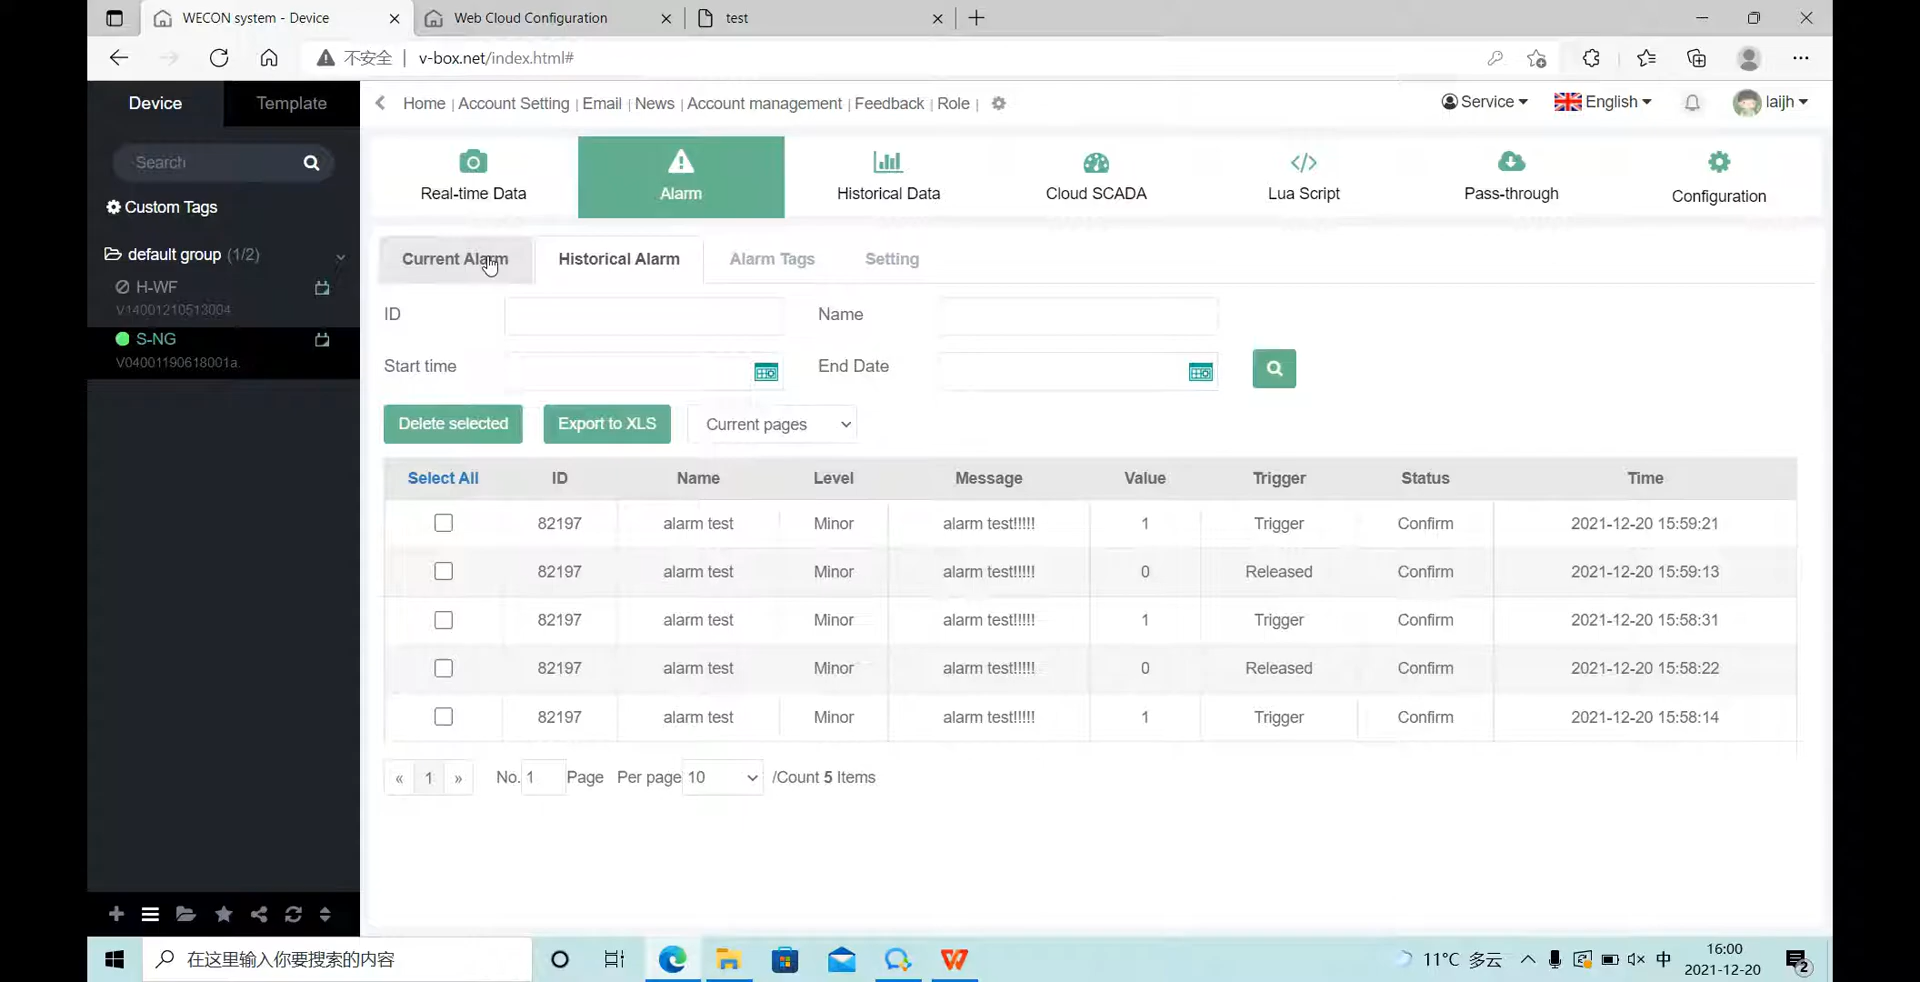 WECON system - Device
Web Cloud Configuration
test
不安全 | v-box.net/index.html#
Device
Template
Home | Account Setting | Email | News | Account management | Feedback | Role |
Service
English
laijh
Search
Custom Tags
default group (1/2)
H-WF
V14001210513004
S-NG
V04001190618001a.
Real-time Data
Alarm
Historical Data
Cloud SCADA
Lua Script
Pass-through
Configuration
Current Alarm
Historical Alarm
Alarm Tags
Setting
ID
Name
Start time
End Date
Delete selected
Export to XLS
Current pages
Select All ID Name Level Message Value Trigger Status Time
82197 alarm test Minor alarm test!!!!! 1 Trigger Confirm 2021-12-20 15:59:21
82197 alarm test Minor alarm test!!!!! 0 Released Confirm 2021-12-20 15:59:13
82197 alarm test Minor alarm test!!!!! 1 Trigger Confirm 2021-12-20 15:58:31
82197 alarm test Minor alarm test!!!!! 0 Released Confirm 2021-12-20 15:58:22
82197 alarm test Minor alarm test!!!!! 1 Trigger Confirm 2021-12-20 15:58:14
« 1 » No. 1 Page Per page 10 /Count 5 Items
在这里输入你要搜索的内容
11°C 多云
中
16:00
2021-12-20
2